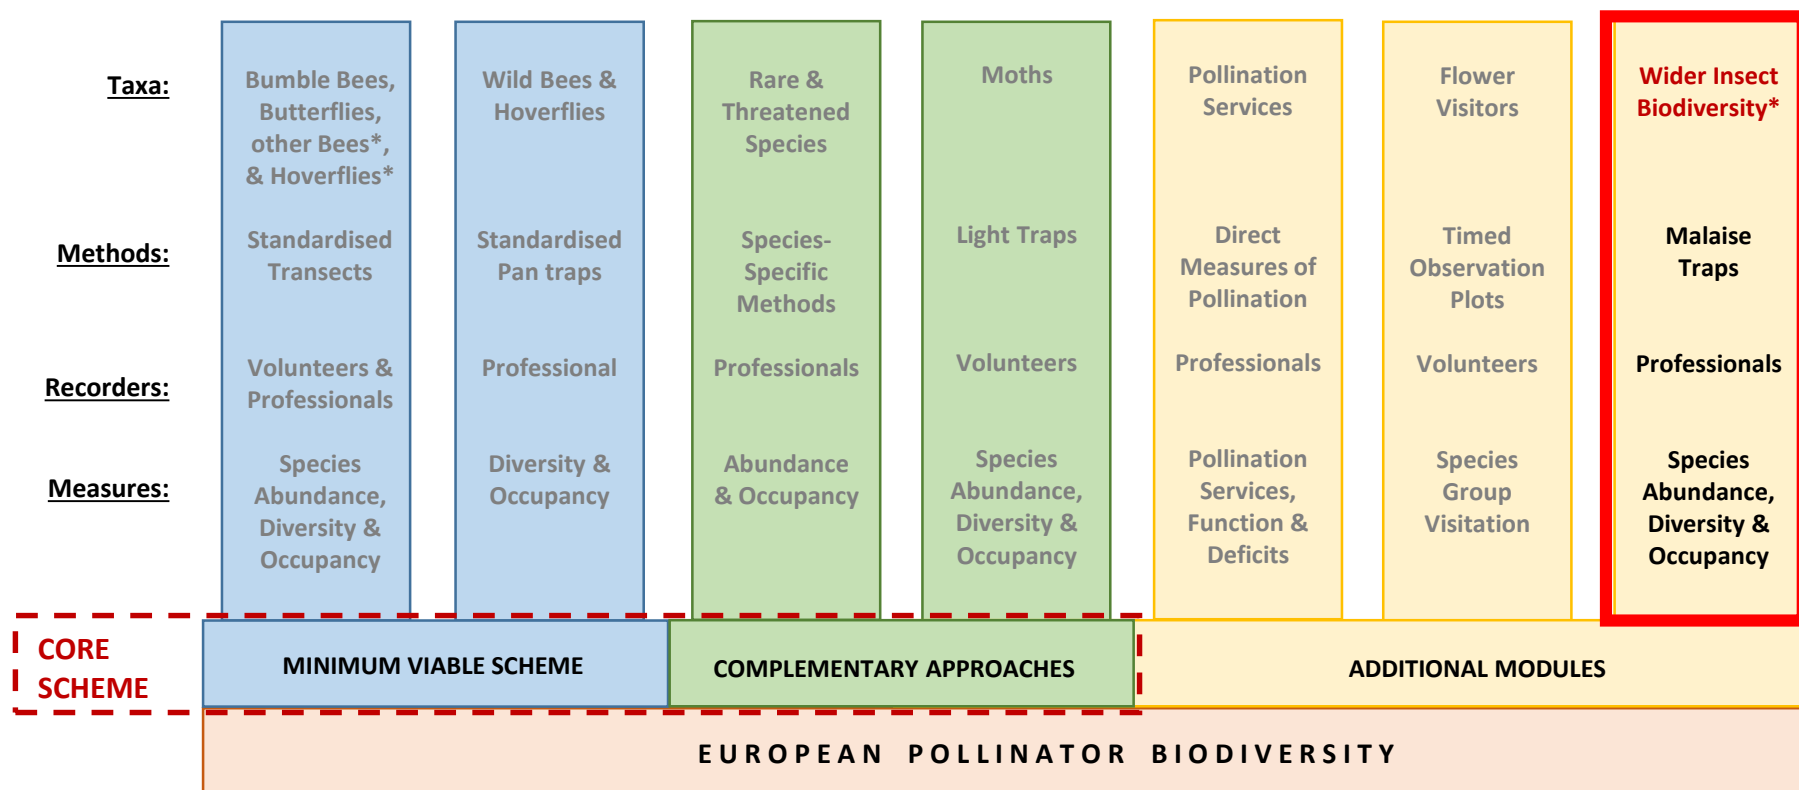 Taxa:
Bumble Bees,
Butterflies,
other Bees*,
& Hoverflies*
Wild Bees &
Hoverflies
Rare &
Threatened
Species
Moths
Pollination
Services
Flower
Visitors
Wider Insect
Biodiversity*
Methods:
Standardised
Transects
Standardised
Pan traps
Species-
Specific
Methods
Light Traps
Direct
Measures of
Pollination
Timed
Observation
Plots
Malaise
Traps
Recorders:
Volunteers &
Professionals
Professional
Professionals
Volunteers
Professionals
Volunteers
Professionals
Measures:
Species
Abundance,
Diversity &
Occupancy
Diversity &
Occupancy
Abundance
& Occupancy
Species
Abundance,
Diversity &
Occupancy
Pollination
Services,
Function &
Deficits
Species
Group
Visitation
Species
Abundance,
Diversity &
Occupancy
CORE
SCHEME
MINIMUM VIABLE SCHEME
COMPLEMENTARY APPROACHES
ADDITIONAL MODULES
EUROPEAN POLLINATOR BIODIVERSITY